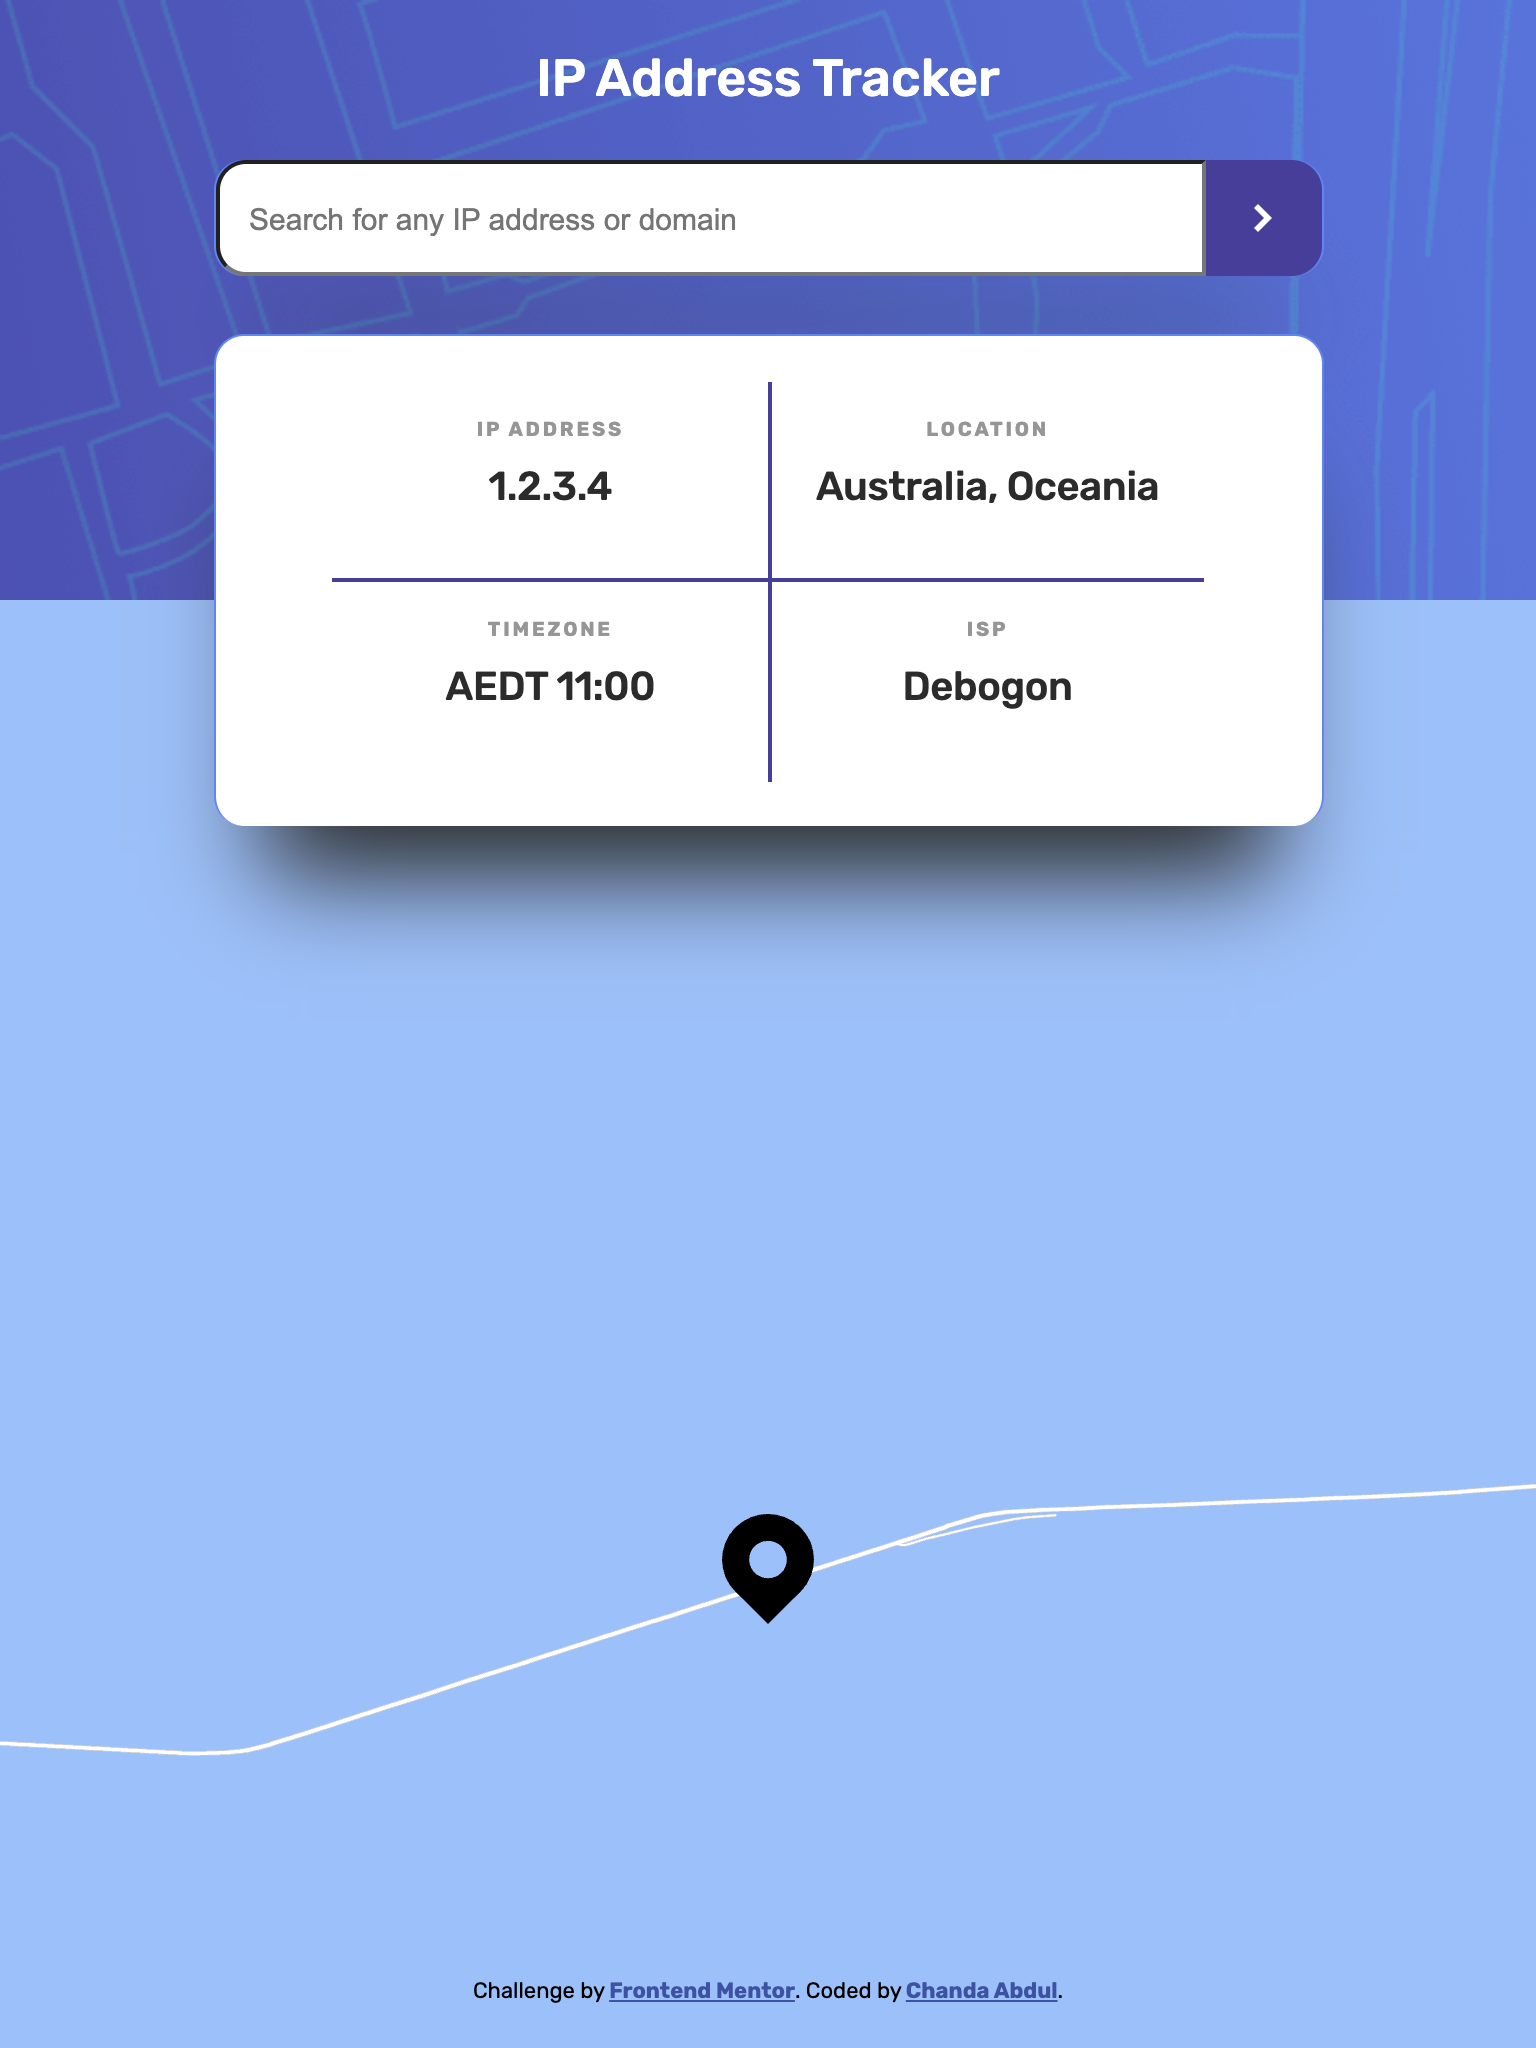 IP Address Tracker
Search for any IP address or domain
IP ADDRESS
1.2.3.4
LOCATION
Australia, Oceania
TIMEZONE
AEDT 11:00
ISP
Debogon
Challenge by Frontend Mentor. Coded by Chanda Abdul.